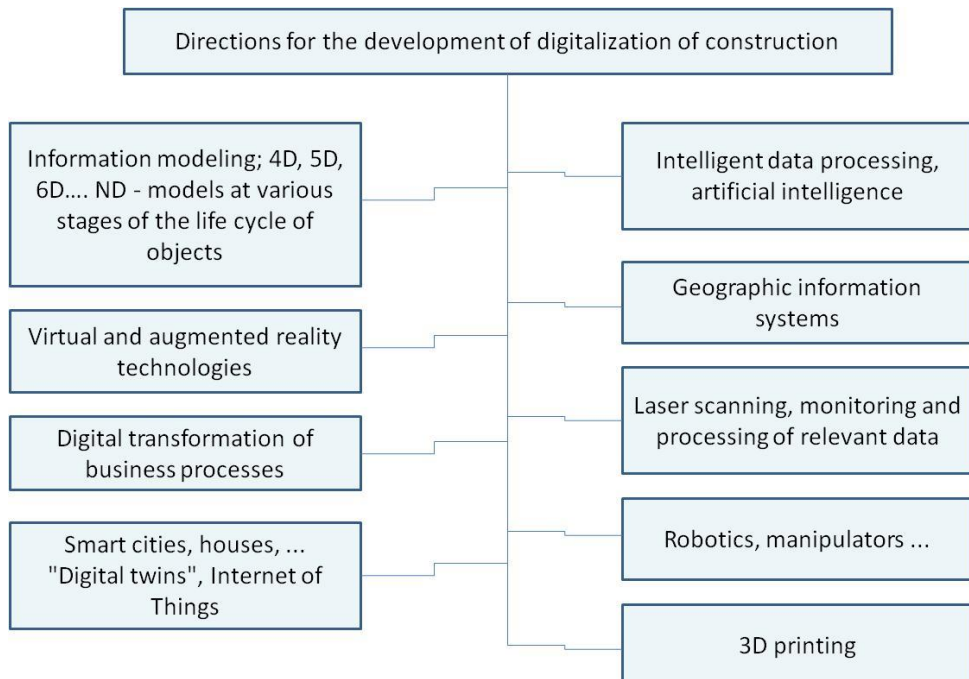 Directions for the development of digitalization of construction
Information modeling; 4D, 5D,
6D.... ND - models at various
stages of the life cycle of
objects
Virtual and augmented reality
technologies
Digital transformation of
business processes
Smart cities, houses, ...
"Digital twins", Internet of
Things
Intelligent data processing,
artificial intelligence
Geographic information
systems
Laser scanning, monitoring and
processing of relevant data
Robotics, manipulators ...
3D printing